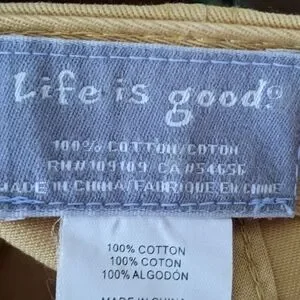 Life is good®
100% COTTON/COTON
RN#109109 CA#54656
MADE IN CHINA/FABRIQUE EN CHINE
100% COTTON
100% COTON
100% ALGODÓN
MADE IN CHINA